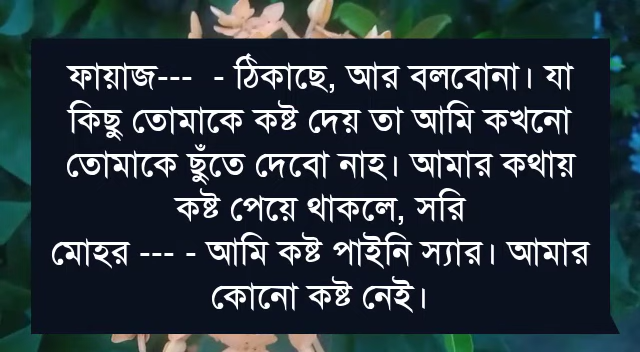 ফায়াজ--- - ঠিকাছে, আর বলবোনা। যা
কিছু তোমাকে কষ্ট দেয় তা আমি কখনো
তোমাকে ছুঁতে দেবো নাহ। আমার কথায়
কষ্ট পেয়ে থাকলে, সরি
মোহর --- - আমি কষ্ট পাইনি স্যার। আমার
কোনো কষ্ট নেই।